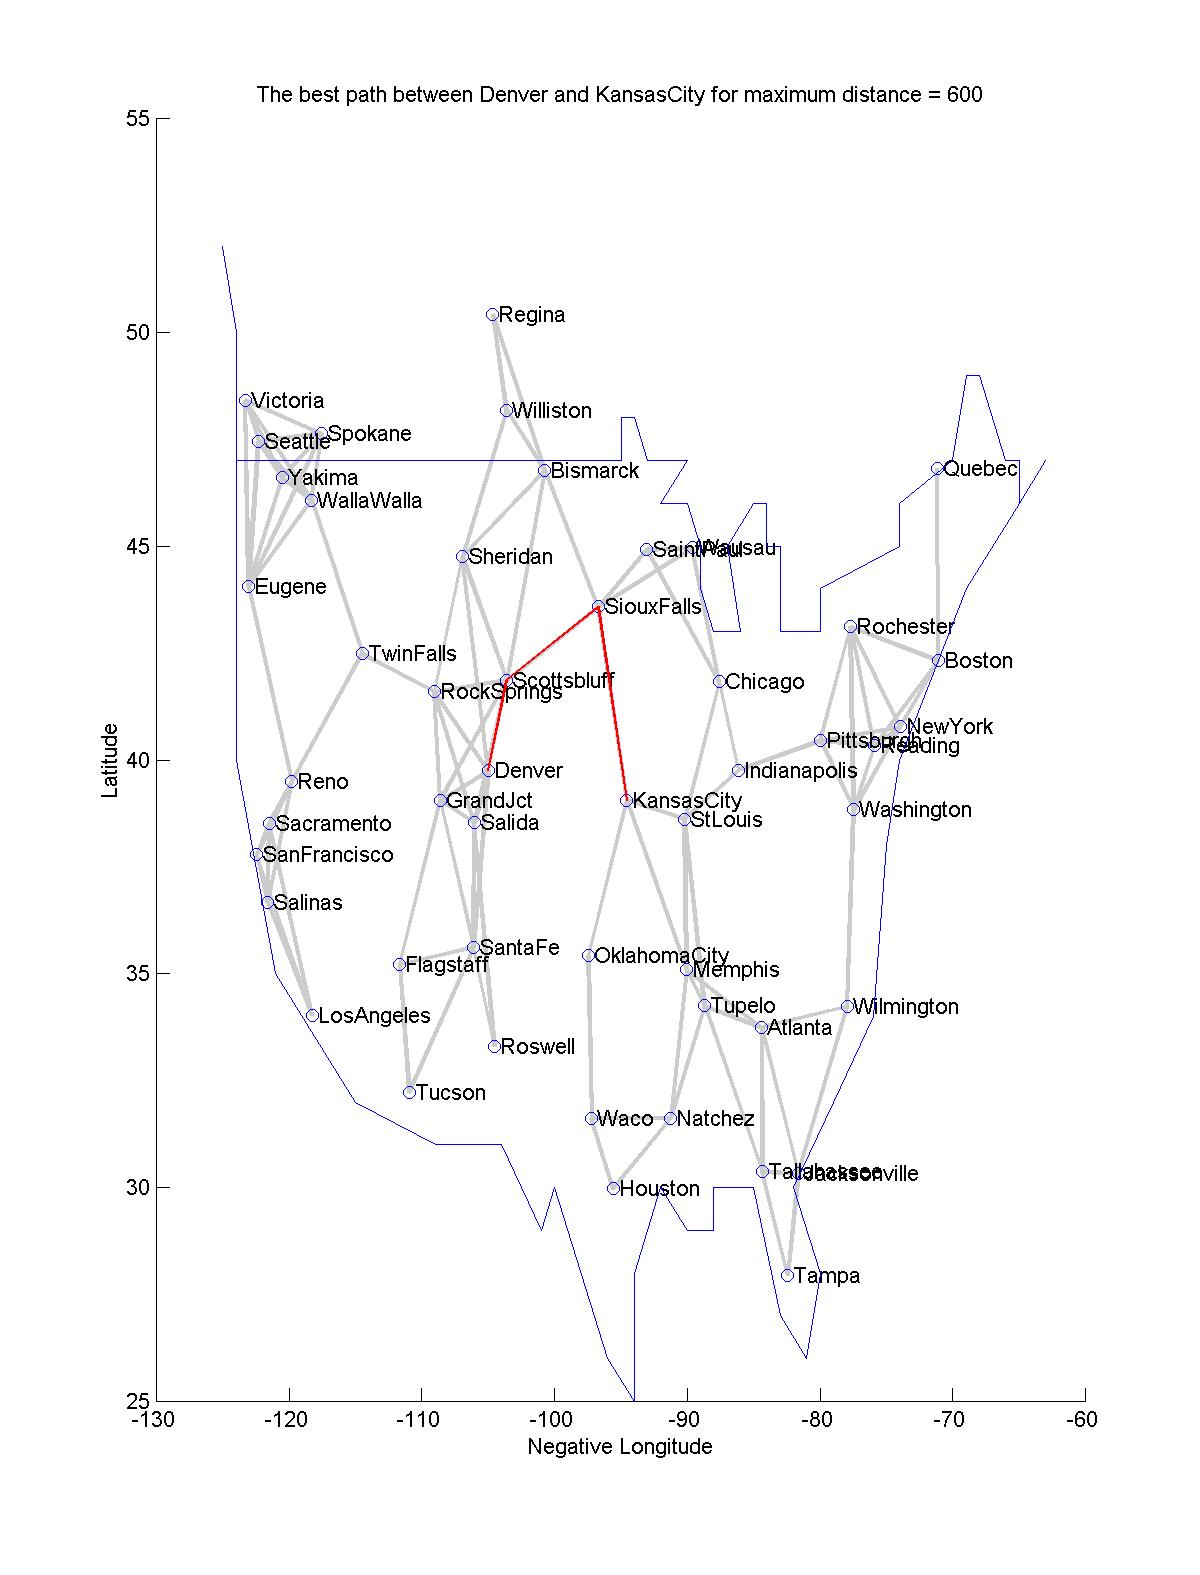 The best path between Denver and KansasCity for maximum distance = 600
55
50
45
40
35
30
25
Latitude
Regina
Victoria
Williston
Spokane
Seattle
Bismarck
Quebec
Yakima
WallaWalla
SaintPaul
Wausau
Sheridan
Eugene
SiouxFalls
Rochester
TwinFalls
Boston
Scottsbluff
Chicago
RockSprings
NewYork
Pittsburgh
Reading
Denver
Indianapolis
Reno
GrandJct
KansasCity
Washington
StLouis
Salida
Sacramento
SanFrancisco
Salinas
SantaFe
OklahomaCity
Flagstaff
Memphis
Tupelo
Wilmington
LosAngeles
Atlanta
Roswell
Tucson
Waco
Natchez
Tallahassee
Jacksonville
Houston
Tampa
-130 -120 -110 -100 -90 -80 -70 -60
Negative Longitude